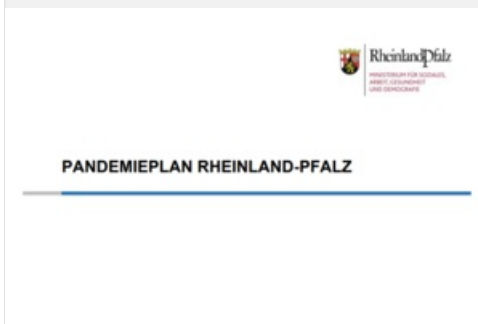 RheinlandPfalz
MINISTERIUM FÜR SOZIALES,
ARBEIT, GESUNDHEIT
UND DEMOGRAFIE
PANDEMIEPLAN RHEINLAND-PFALZ